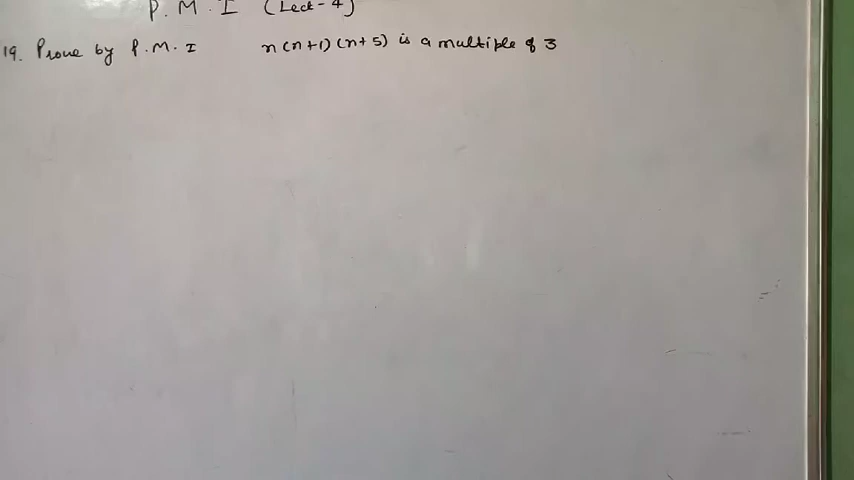 P. M. I (Lect-4)
19. Prove by P.M.I n(n+1)(n+5) is a multiple of 3